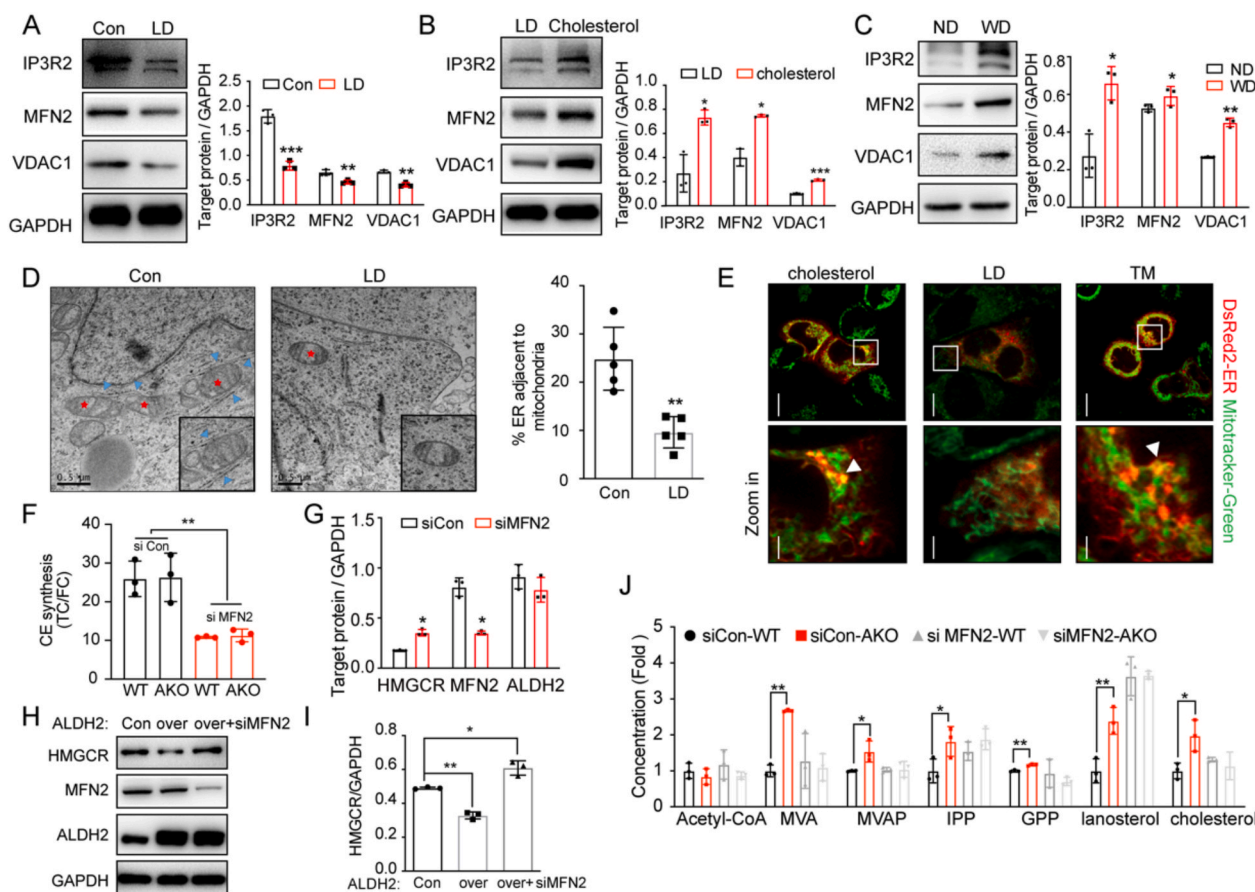 A
Con LD
IP3R2
MFN2
VDAC1
GAPDH
Target protein / GAPDH
Con LD
2.5
2.0
1.5
1.0
0.5
0.0
***
**
**
IP3R2 MFN2 VDAC1
B
LD Cholesterol
IP3R2
MFN2
VDAC1
GAPDH
Target protein / GAPDH
LD cholesterol
1.0
0.8
0.6
0.4
0.2
0.0
*
*
***
IP3R2 MFN2 VDAC1
C
ND WD
IP3R2
MFN2
VDAC1
GAPDH
Target protein / GAPDH
ND
WD
0.8
0.6
0.4
0.2
0.0
*
*
**
IP3R2 MFN2 VDAC1
D
Con LD
0.5 μm
0.5 μm
% ER adjacent to
mitochondria
40
30
20
10
0
**
Con LD
E
cholesterol LD TM
Zoom in
DsRed2-ER
Mitotracker-Green
F
CE synthesis
(TC/FC)
40
30
20
10
0
**
si Con
si MFN2
WT AKO WT AKO
G
Target protein / GAPDH
siCon siMFN2
1.5
1.0
0.5
0.0
*
*
HMGCR MFN2 ALDH2
H
ALDH2: Con over over+siMFN2
HMGCR
MFN2
ALDH2
GAPDH
I
HMGCR/GAPDH
0.8
0.6
0.4
0.2
0.0
*
**
ALDH2: Con over over+siMFN2
J
siCon-WT siCon-AKO si MFN2-WT siMFN2-AKO
Concentration (Fold)
5
4
3
2
1
0
**
*
*
**
**
*
Acetyl-CoA MVA MVAP IPP GPP lanosterol cholesterol